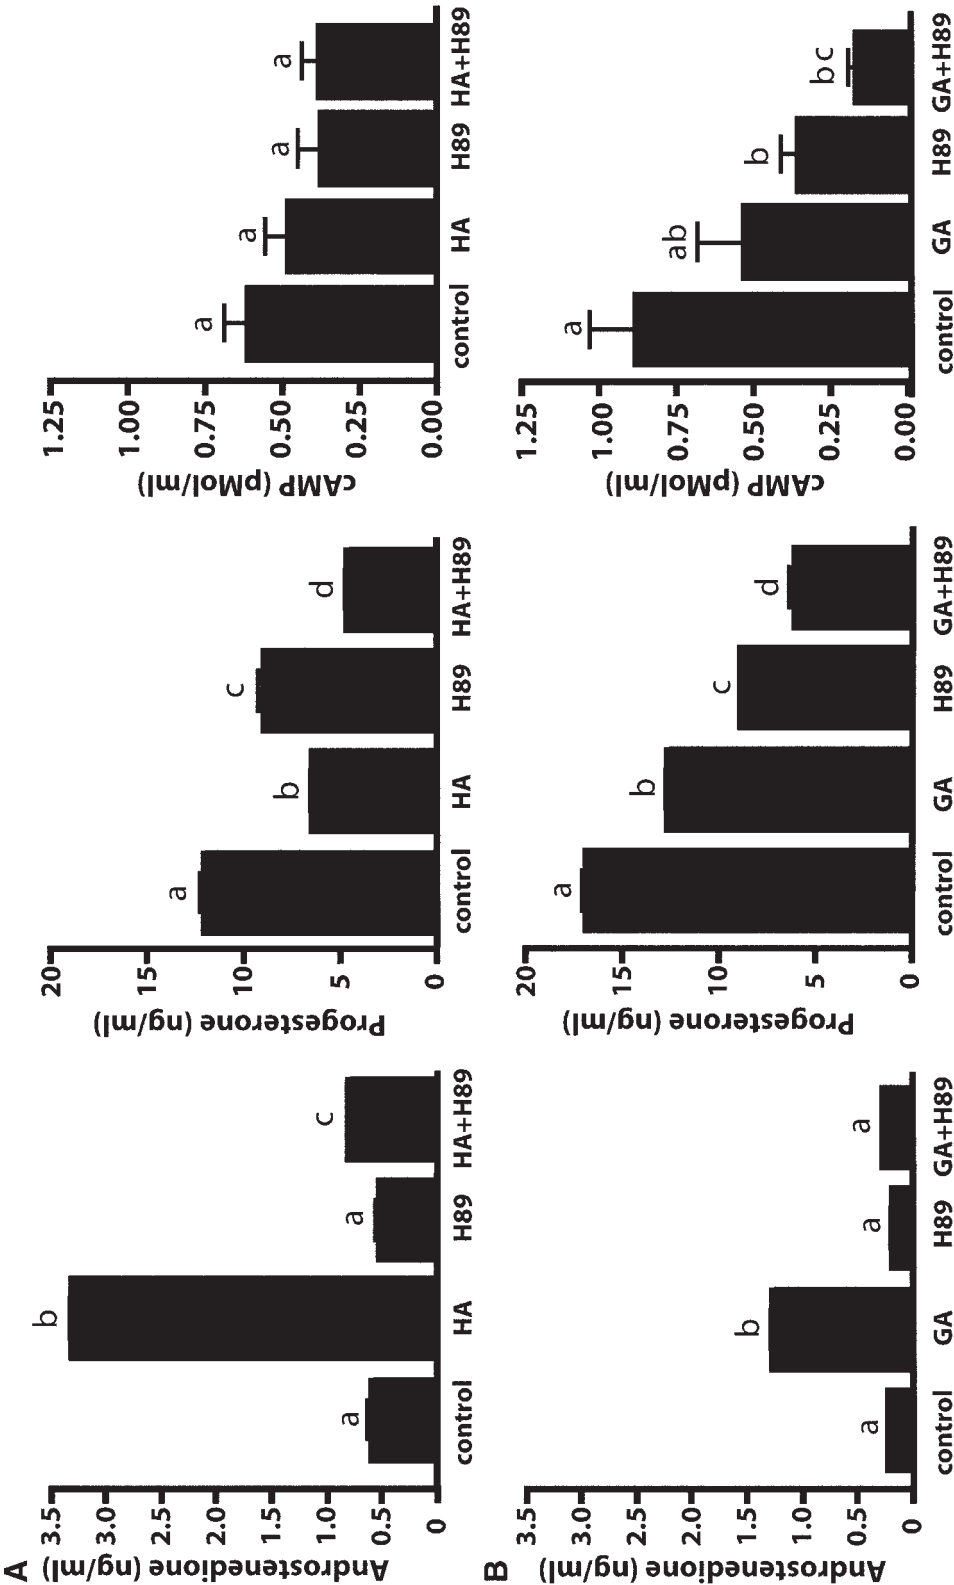 A
Androstenedione (ng/ml)
3.5
3.0
2.5
2.0
1.5
1.0
0.5
0
a
b
a
c
control HA H89 HA+H89
Progesterone (ng/ml)
20
15
10
5
0
a
b
c
d
control HA H89 HA+H89
cAMP (pMol/ml)
1.25
1.00
0.75
0.50
0.25
0.00
a
a
a
a
control HA H89 HA+H89
B
Androstenedione (ng/ml)
3.5
3.0
2.5
2.0
1.5
1.0
0.5
0
a
b
a
a
control GA H89 GA+H89
Progesterone (ng/ml)
20
15
10
5
0
a
b
c
d
control GA H89 GA+H89
cAMP (pMol/ml)
1.25
1.00
0.75
0.50
0.25
0.00
a
ab
b
b c
control GA H89 GA+H89